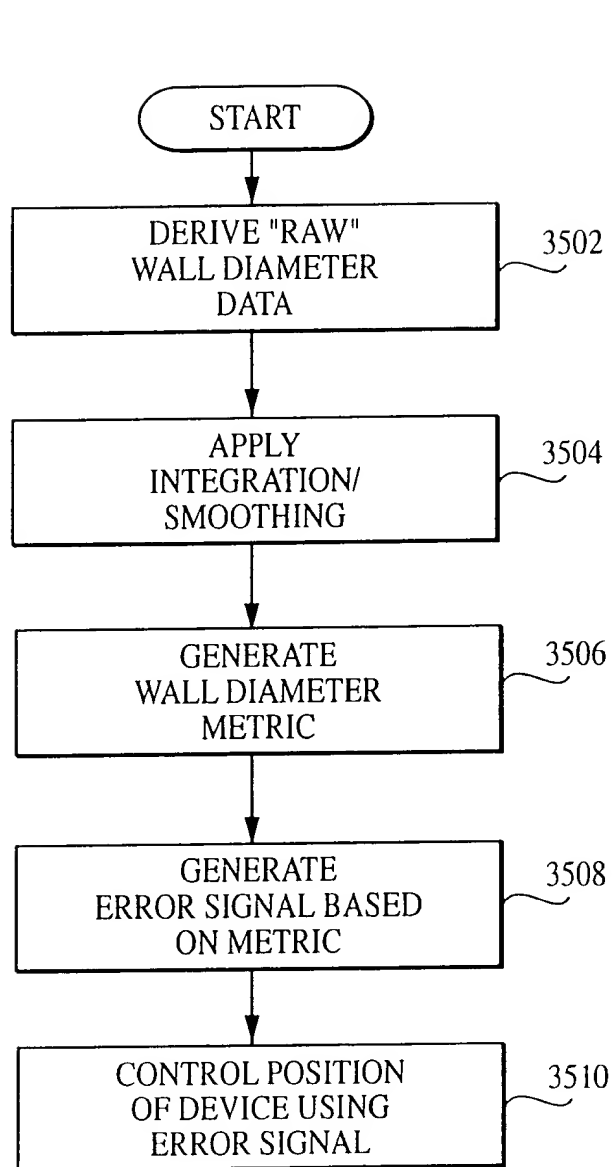 START
DERIVE "RAW"
WALL DIAMETER
DATA
3502
APPLY
INTEGRATION/
SMOOTHING
3504
GENERATE
WALL DIAMETER
METRIC
3506
GENERATE
ERROR SIGNAL BASED
ON METRIC
3508
CONTROL POSITION
OF DEVICE USING
ERROR SIGNAL
3510